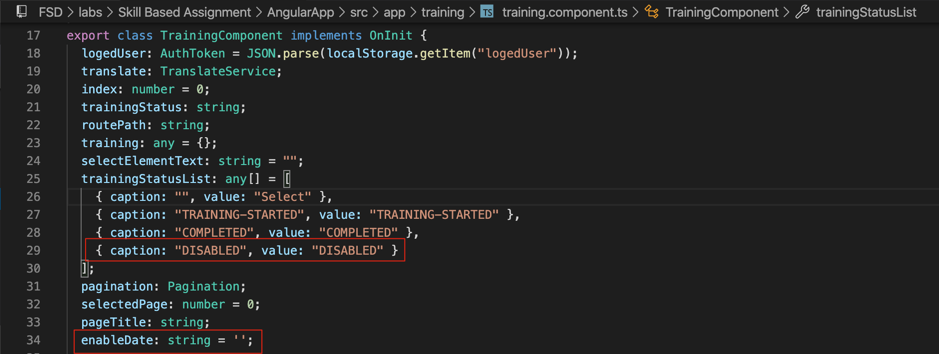 FSD > labs > Skill Based Assignment > AngularApp > src > app > training > TS training.component.ts > TrainingComponent > trainingStatusList
17 export class TrainingComponent implements OnInit {
18 logedUser: AuthToken = JSON.parse(localStorage.getItem("logedUser"));
19 translate: TranslateService;
20 index: number = 0;
21 trainingStatus: string;
22 routePath: string;
23 training: any = {};
24 selectElementText: string = "";
25 trainingStatusList: any[] = [
26 { caption: "", value: "Select" },
27 { caption: "TRAINING-STARTED", value: "TRAINING-STARTED" },
28 { caption: "COMPLETED", value: "COMPLETED" },
29 { caption: "DISABLED", value: "DISABLED" }
30 ];
31 pagination: Pagination;
32 selectedPage: number = 0;
33 pageTitle: string;
34 enableDate: string = '';